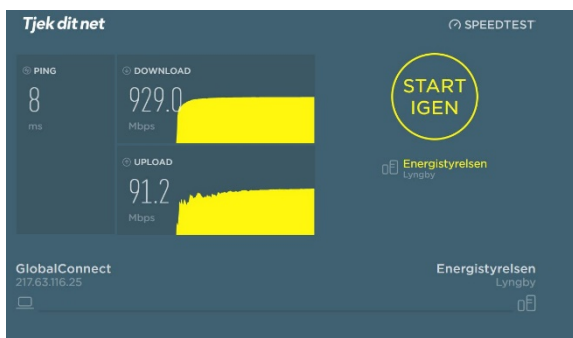 Tjek dit net
SPEEDTEST
PING
8
ms
DOWNLOAD
929.0
Mbps
UPLOAD
91.2
Mbps
START
IGEN
Energistyrelsen
Lyngby
GlobalConnect
217.63.116.25
Energistyrelsen
Lyngby